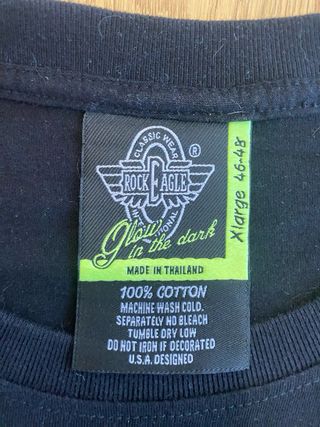 CLASSIC WEAR
®
ROCK EAGLE
INTERNATIONAL
Glow
in the dark
Xlarge 46-48
MADE IN THAILAND
100% COTTON
MACHINE WASH COLD.
SEPARATELY NO BLEACH
TUMBLE DRY LOW
DO NOT IRON IF DECORATED
U.S.A. DESIGNED